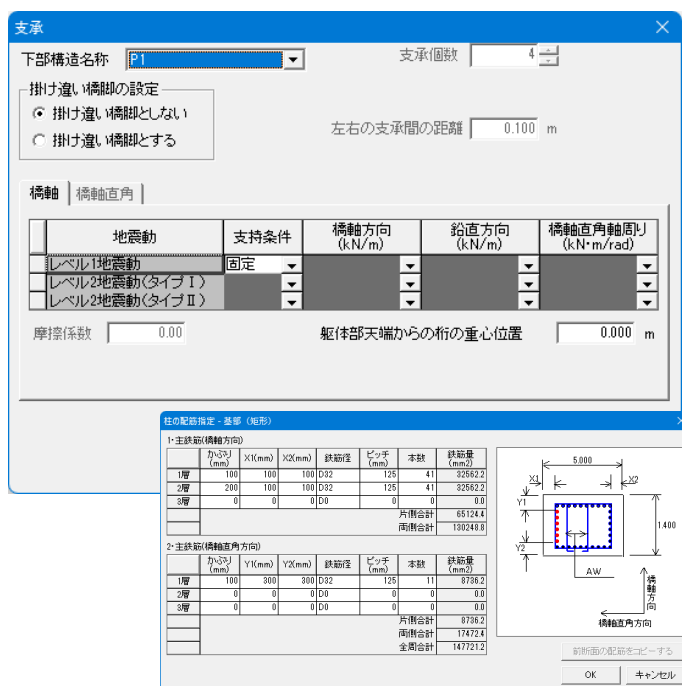 支承
下部構造名称 P1 支承個数 4
掛け違い橋脚の設定
掛け違い橋脚としない
掛け違い橋脚とする
左右の支承間の距離 0.100 m
橋軸 橋軸直角
地震動 支持条件 橋軸方向 (kN/m) 鉛直方向 (kN/m) 橋軸直角軸周り (kN・m/rad)
レベル1地震動 固定
レベル2地震動(タイプⅠ)
レベル2地震動(タイプⅡ)
摩擦係数 0.00 躯体部天端からの桁の重心位置 0.000 m
柱の配筋指定 - 基部 (矩形)
1・主鉄筋(橋軸方向)
かぶり (mm) X1(mm) X2(mm) 鉄筋径 ピッチ (mm) 本数 鉄筋量 (mm2)
1層 100 100 100 D32 125 41 32562.2
2層 200 100 100 D32 125 41 32562.2
3層 0 0 0 D0 0 0 0.0
片側合計 65124.4
両側合計 130248.8
2・主鉄筋(橋軸直角方向)
かぶり (mm) Y1(mm) Y2(mm) 鉄筋径 ピッチ (mm) 本数 鉄筋量 (mm2)
1層 100 300 300 D32 125 11 8736.2
2層 0 0 0 D0 0 0 0.0
3層 0 0 0 D0 0 0 0.0
片側合計 8736.2
両側合計 17472.4
全周合計 147721.2
5.000
X1 X2
Y1
1.400
Y2
AW
橋軸方向
橋軸直角方向
前断面の配筋をコピーする
OK キャンセル